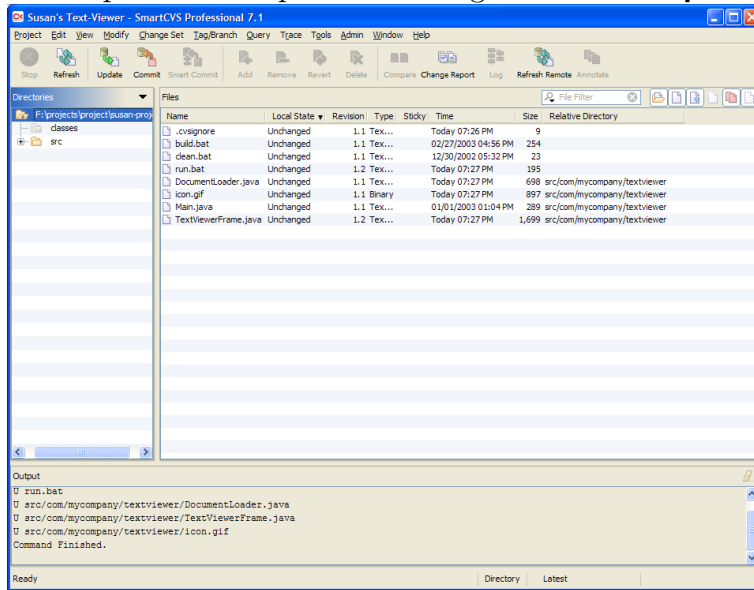 Susan's Text-Viewer - SmartCVS Professional 7.1
Project Edit View Modify Change Set Tag/Branch Query Trace Tools Admin Window Help
Stop Refresh Update Commit Smart Commit Add Remove Revert Delete Compare Change Report Log Refresh Remote Annotate
Directories Files File Filter
F:\projects\project\susan-proj
classes
src
Name Local State Revision Type Sticky Time Size Relative Directory
.cvsignore Unchanged 1.1 Tex... Today 07:26 PM 9
build.bat Unchanged 1.1 Tex... 02/27/2003 04:56 PM 254
clean.bat Unchanged 1.1 Tex... 12/30/2002 05:32 PM 23
run.bat Unchanged 1.2 Tex... Today 07:27 PM 195
DocumentLoader.java Unchanged 1.1 Tex... Today 07:27 PM 698 src/com/mycompany/textviewer
icon.gif Unchanged 1.1 Binary Today 07:27 PM 897 src/com/mycompany/textviewer
Main.java Unchanged 1.1 Tex... 01/01/2003 01:04 PM 289 src/com/mycompany/textviewer
TextViewerFrame.java Unchanged 1.2 Tex... Today 07:27 PM 1,699 src/com/mycompany/textviewer
Output
U run.bat
U src/com/mycompany/textviewer/DocumentLoader.java
U src/com/mycompany/textviewer/TextViewerFrame.java
U src/com/mycompany/textviewer/icon.gif
Command Finished.
Ready Directory Latest